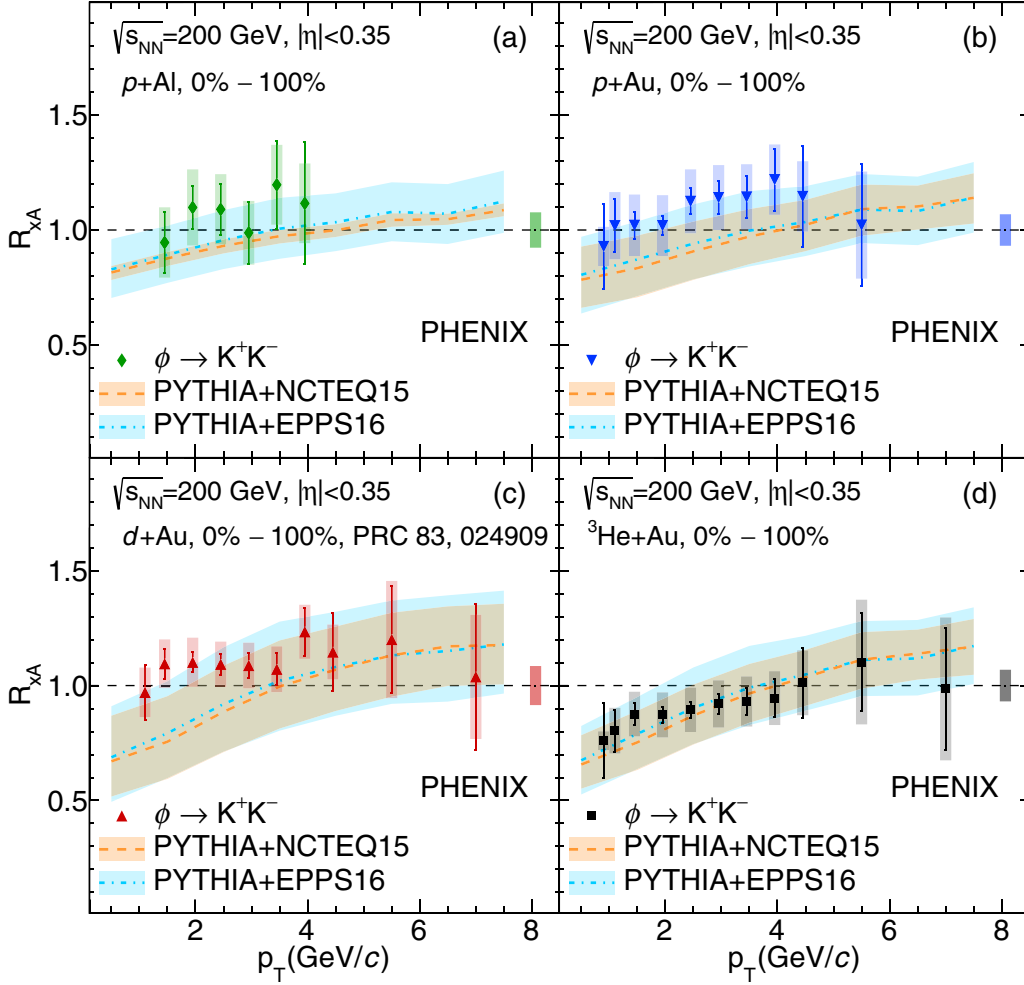 √s_NN=200 GeV, |η|<0.35 (a)
p+Al, 0% − 100%
1.5
1.0
0.5
R_xA
PHENIX
ϕ → K⁺K⁻
PYTHIA+NCTEQ15
PYTHIA+EPPS16
√s_NN=200 GeV, |η|<0.35 (b)
p+Au, 0% − 100%
PHENIX
ϕ → K⁺K⁻
PYTHIA+NCTEQ15
PYTHIA+EPPS16
√s_NN=200 GeV, |η|<0.35 (c)
d+Au, 0% − 100%, PRC 83, 024909
1.5
1.0
0.5
R_xA
PHENIX
ϕ → K⁺K⁻
PYTHIA+NCTEQ15
PYTHIA+EPPS16
2 4 6 8
p_T(GeV/c)
√s_NN=200 GeV, |η|<0.35 (d)
³He+Au, 0% − 100%
PHENIX
ϕ → K⁺K⁻
PYTHIA+NCTEQ15
PYTHIA+EPPS16
2 4 6 8
p_T(GeV/c)